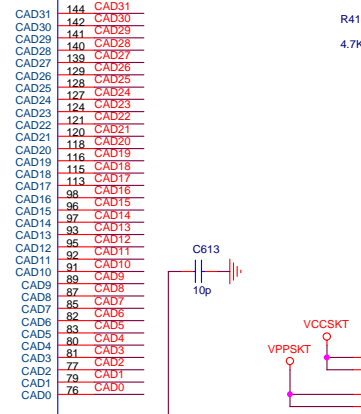 CAD31 144 CAD31
CAD30 142 CAD30
CAD29 141 CAD29
CAD28 140 CAD28
CAD27 139 CAD27
CAD26 129 CAD26
CAD25 128 CAD25
CAD24 127 CAD24
CAD23 124 CAD23
CAD22 121 CAD22
CAD21 120 CAD21
CAD20 118 CAD20
CAD19 116 CAD19
CAD18 115 CAD18
CAD17 113 CAD17
CAD16 98 CAD16
CAD15 96 CAD15
CAD14 97 CAD14
CAD13 93 CAD13
CAD12 95 CAD12
CAD11 92 CAD11
CAD10 91 CAD10
CAD9 89 CAD9
CAD8 87 CAD8
CAD7 85 CAD7
CAD6 82 CAD6
CAD5 83 CAD5
CAD4 80 CAD4
CAD3 81 CAD3
CAD2 77 CAD2
CAD1 79 CAD1
CAD0 76 CAD0
R41
4.7K
C613
10p
VCCSKT
VPPSKT